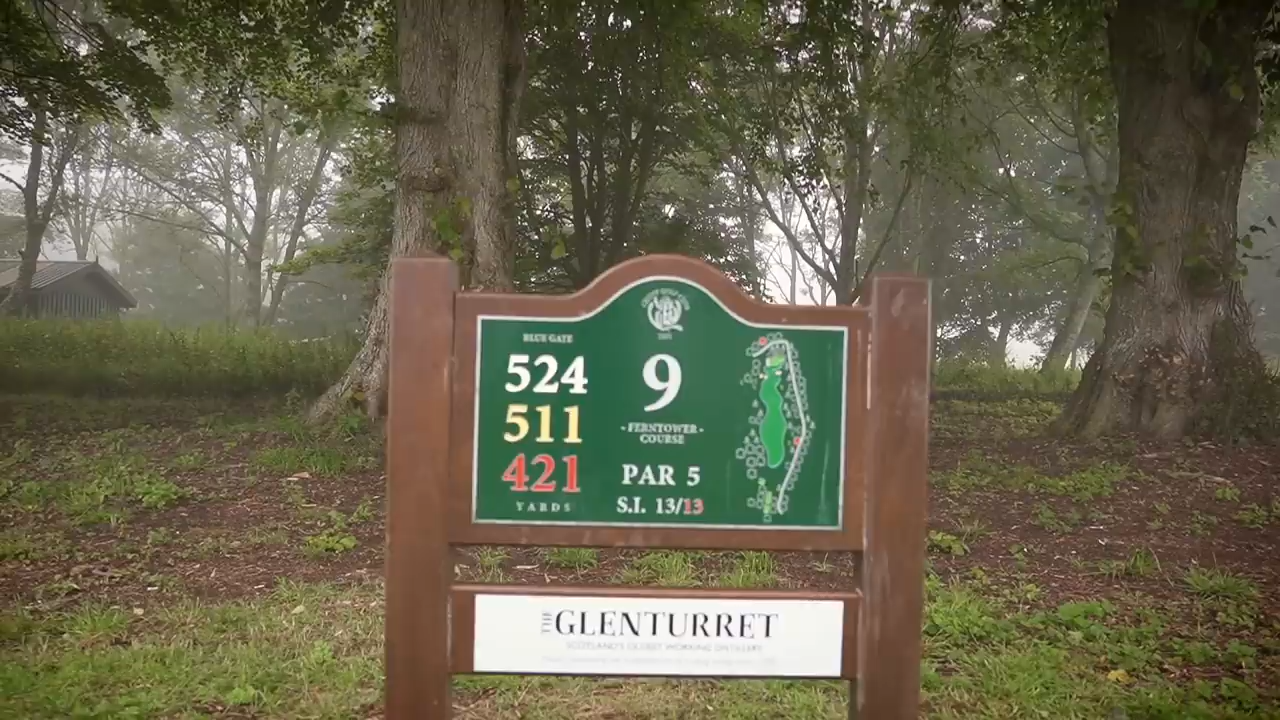 BLUE GATE
524
511
421
YARDS
9
- FERNTOWER -
COURSE
PAR 5
S.I. 13/13
THE GLENTURRET
SCOTLAND'S OLDEST WORKING DISTILLERY